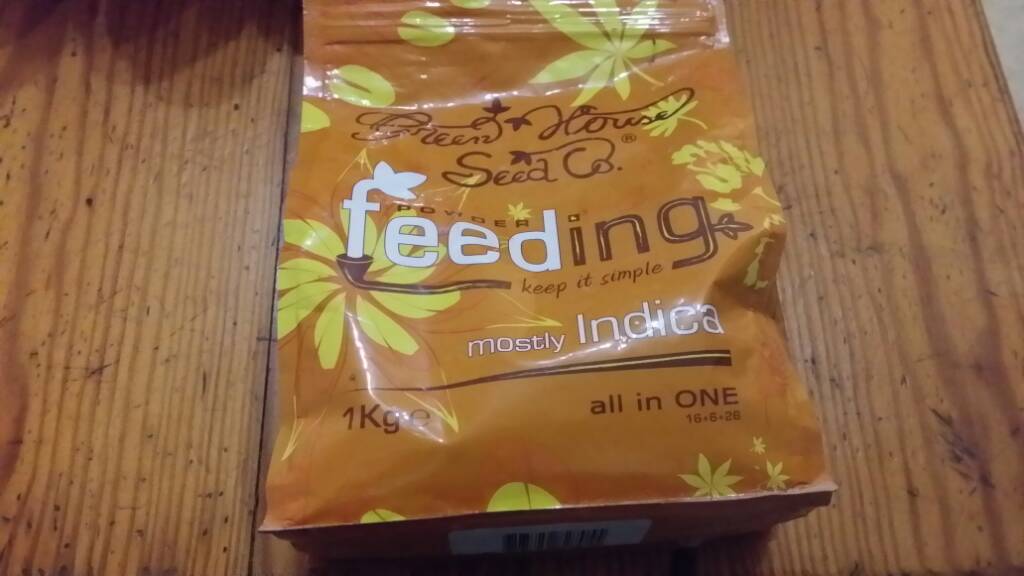 Green House ®
Seed Co.
POWDER
feeding
keep it simple
mostly Indica
1Kg e
all in ONE
16+6+26